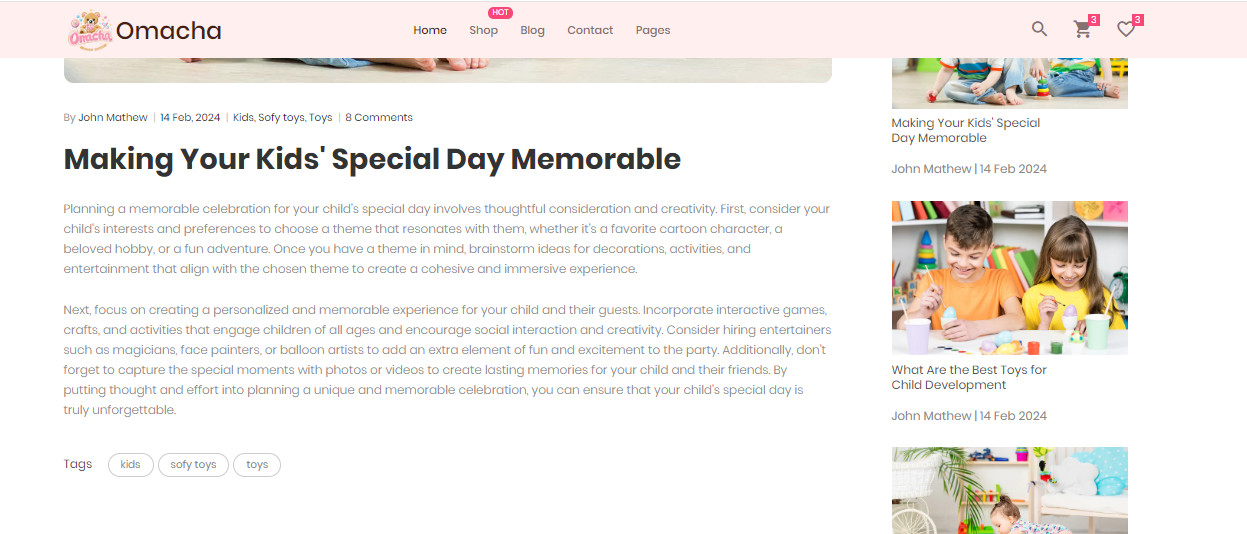 Omacha
Omacha
Home
HOT
Shop
Blog
Contact
Pages
3
3
By John Mathew | 14 Feb, 2024 | Kids, Sofy toys, Toys | 8 Comments
Making Your Kids' Special Day Memorable
Planning a memorable celebration for your child's special day involves thoughtful consideration and creativity. First, consider your
child's interests and preferences to choose a theme that resonates with them, whether it's a favorite cartoon character, a
beloved hobby, or a fun adventure. Once you have a theme in mind, brainstorm ideas for decorations, activities, and
entertainment that align with the chosen theme to create a cohesive and immersive experience.
Next, focus on creating a personalized and memorable experience for your child and their guests. Incorporate interactive games,
crafts, and activities that engage children of all ages and encourage social interaction and creativity. Consider hiring entertainers
such as magicians, face painters, or balloon artists to add an extra element of fun and excitement to the party. Additionally, don't
forget to capture the special moments with photos or videos to create lasting memories for your child and their friends. By
putting thought and effort into planning a unique and memorable celebration, you can ensure that your child's special day is
truly unforgettable.
Tags
kids
sofy toys
toys
Making Your Kids' Special
Day Memorable
John Mathew | 14 Feb 2024
What Are the Best Toys for
Child Development
John Mathew | 14 Feb 2024